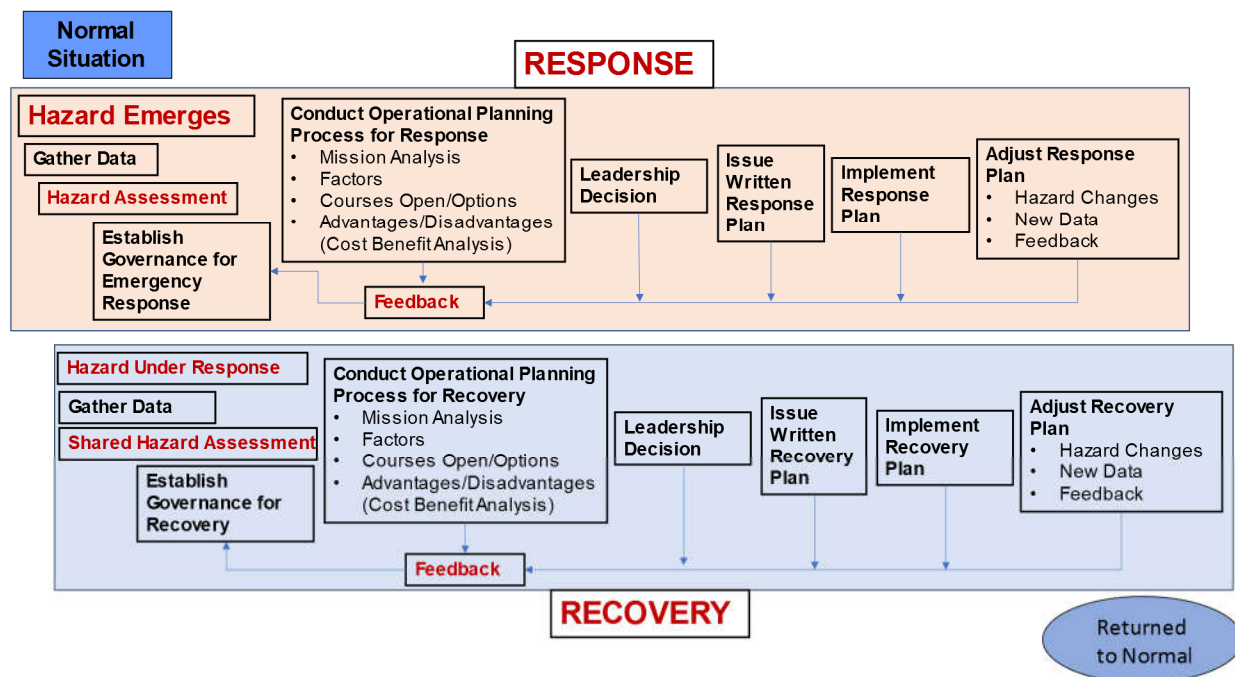 Normal
Situation
RESPONSE
Hazard Emerges
Gather Data
Hazard Assessment
Establish
Governance for
Emergency
Response
Conduct Operational Planning
Process for Response
• Mission Analysis
• Factors
• Courses Open/Options
• Advantages/Disadvantages
(Cost Benefit Analysis)
Leadership
Decision
Issue
Written
Response
Plan
Implement
Response
Plan
Adjust Response
Plan
• Hazard Changes
• New Data
• Feedback
Feedback
Hazard Under Response
Gather Data
Shared Hazard Assessment
Establish
Governance for
Recovery
Conduct Operational Planning
Process for Recovery
• Mission Analysis
• Factors
• Courses Open/Options
• Advantages/Disadvantages
(Cost Benefit Analysis)
Leadership
Decision
Issue
Written
Recovery
Plan
Implement
Recovery
Plan
Adjust Recovery
Plan
• Hazard Changes
• New Data
• Feedback
Feedback
RECOVERY
Returned
to Normal